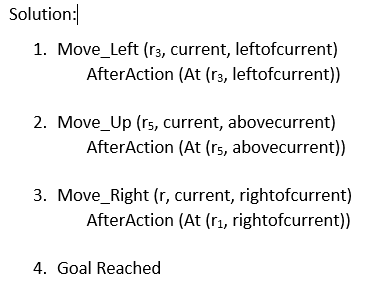 Solution:
1. Move_Left (r₃, current, leftofcurrent)
AfterAction (At (r₃, leftofcurrent))
2. Move_Up (r₅, current, abovecurrent)
AfterAction (At (r₅, abovecurrent))
3. Move_Right (r, current, rightofcurrent)
AfterAction (At (r₁, rightofcurrent))
4. Goal Reached